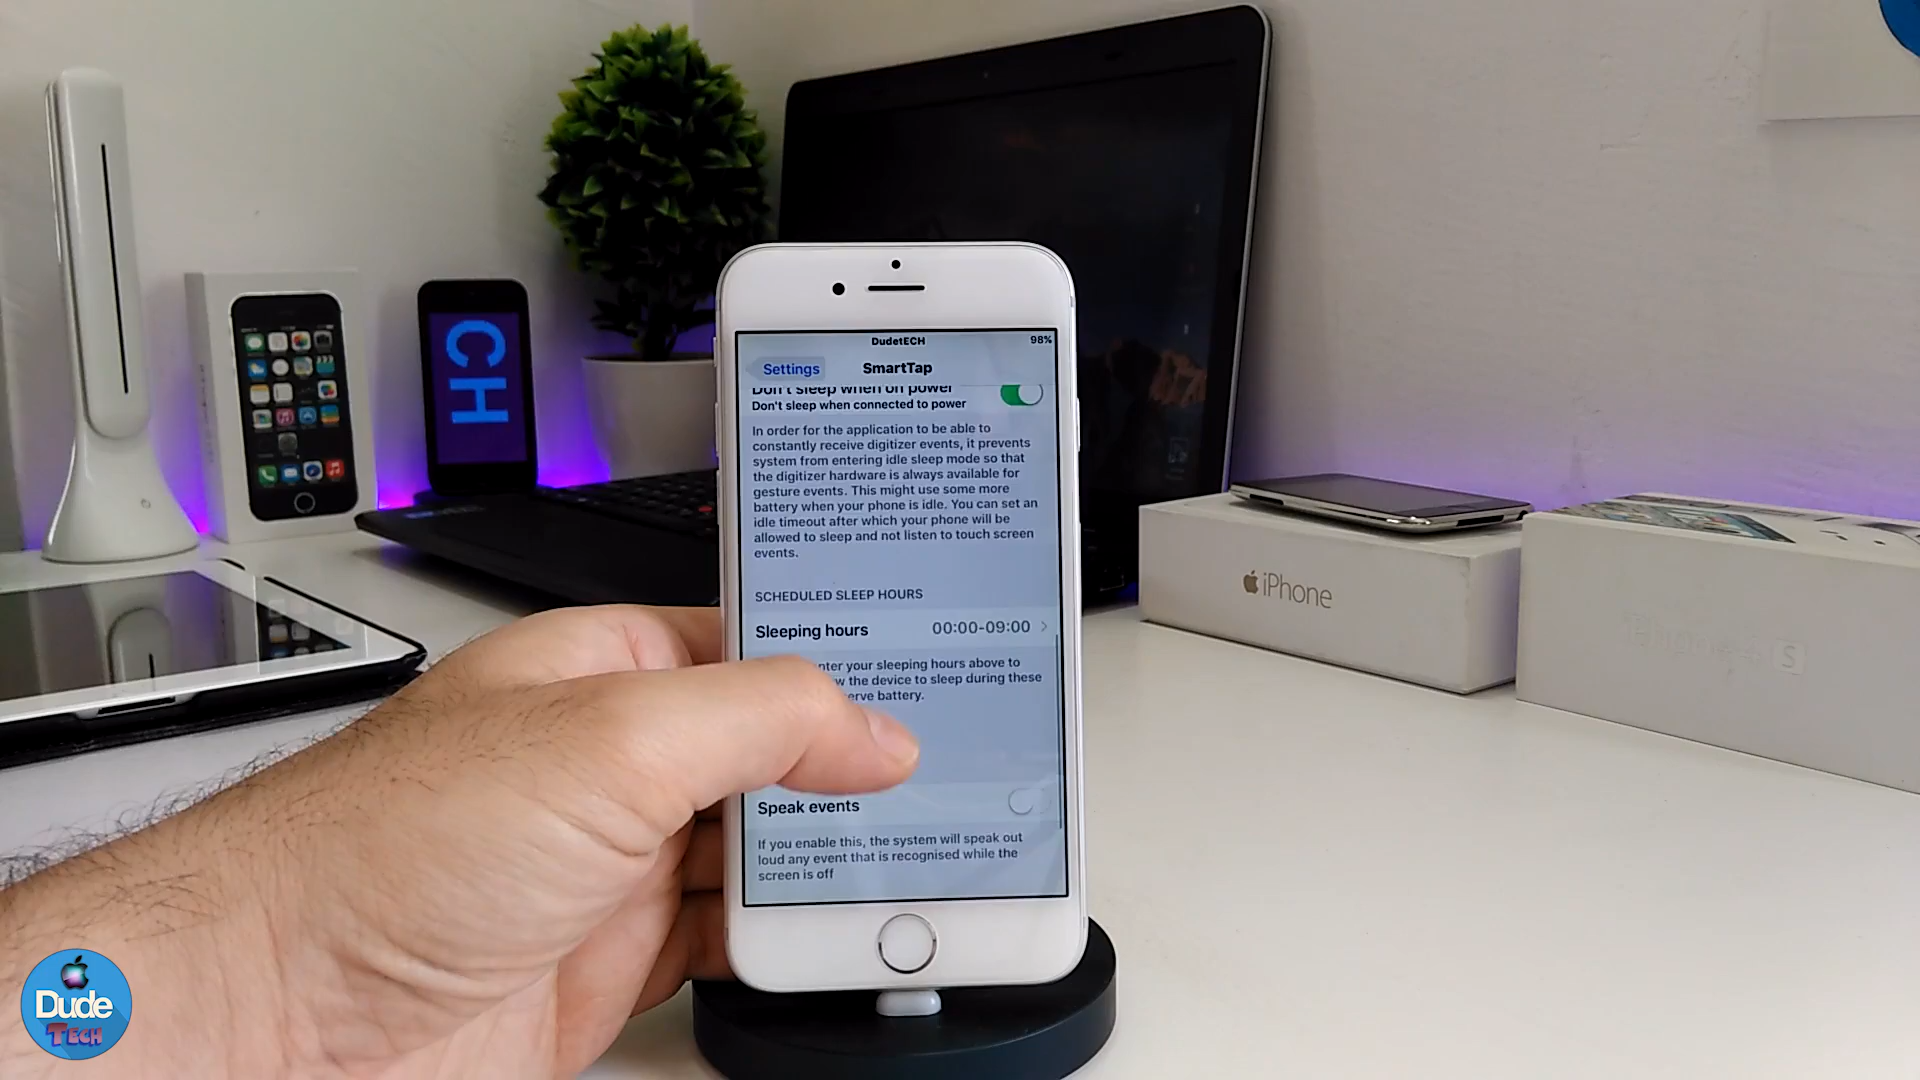 DudetECH
98%
Settings
SmartTap
Don't sleep when on power
Don't sleep when connected to power
In order for the application to be able to
constantly receive digitizer events, it prevents
system from entering idle sleep mode so that
the digitizer hardware is always available for
gesture events. This might use some more
battery when your phone is idle. You can set an
idle timeout after which your phone will be
allowed to sleep and not listen to touch screen
events.
SCHEDULED SLEEP HOURS
Sleeping hours 00:00-09:00
your sleeping hours above to
the device to sleep during these
battery.
Speak events
If you enable this, the system will speak out
loud any event that is recognised while the
screen is off
CH
iPhone
S
Dude
TECH